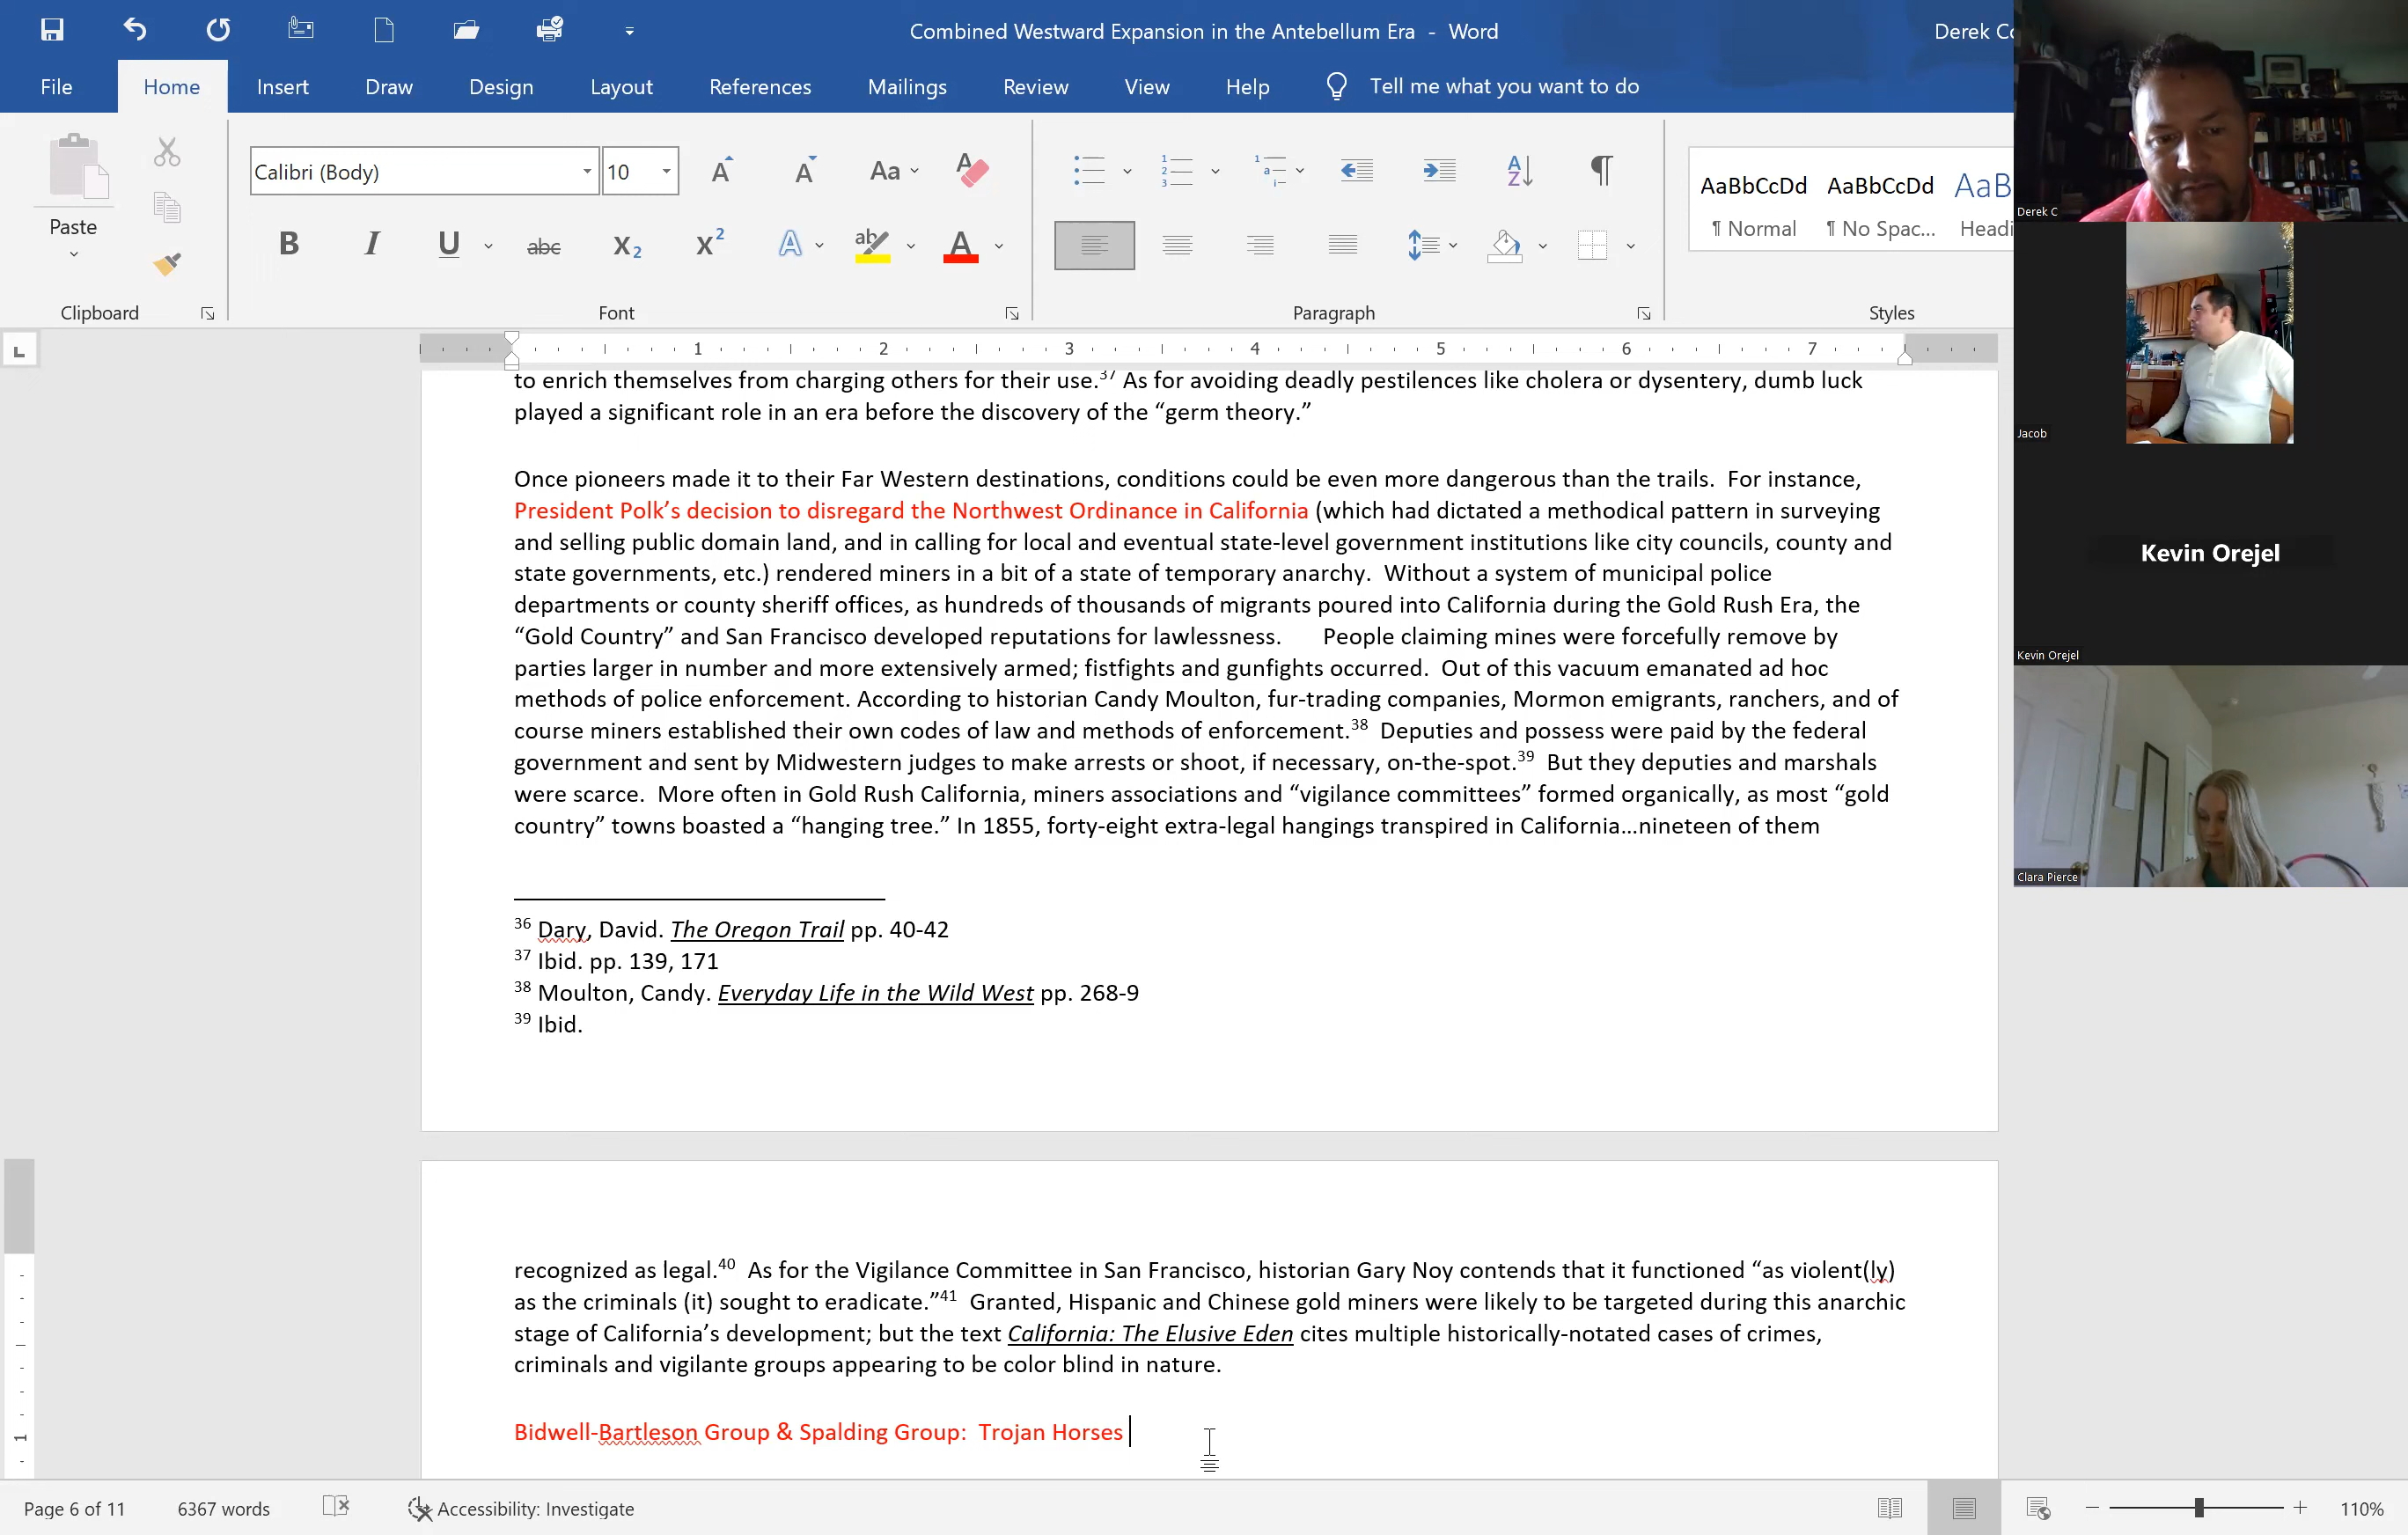 Combined Westward Expansion in the Antebellum Era - Word
Derek Co
File Home Insert Draw Design Layout References Mailings Review View Help Tell me what you want to do
Paste
Clipboard
Calibri (Body) 10
Font
Paragraph
AaBbCcDd AaBbCcDd AaB
¶ Normal ¶ No Spac... Headi
Styles
1 2 3 4 5 6 7
to enrich themselves from charging others for their use.37 As for avoiding deadly pestilences like cholera or dysentery, dumb luck
played a significant role in an era before the discovery of the “germ theory.”
Once pioneers made it to their Far Western destinations, conditions could be even more dangerous than the trails. For instance,
President Polk’s decision to disregard the Northwest Ordinance in California (which had dictated a methodical pattern in surveying
and selling public domain land, and in calling for local and eventual state-level government institutions like city councils, county and
state governments, etc.) rendered miners in a bit of a state of temporary anarchy. Without a system of municipal police
departments or county sheriff offices, as hundreds of thousands of migrants poured into California during the Gold Rush Era, the
“Gold Country” and San Francisco developed reputations for lawlessness. People claiming mines were forcefully remove by
parties larger in number and more extensively armed; fistfights and gunfights occurred. Out of this vacuum emanated ad hoc
methods of police enforcement. According to historian Candy Moulton, fur-trading companies, Mormon emigrants, ranchers, and of
course miners established their own codes of law and methods of enforcement.38 Deputies and possess were paid by the federal
government and sent by Midwestern judges to make arrests or shoot, if necessary, on-the-spot.39 But they deputies and marshals
were scarce. More often in Gold Rush California, miners associations and “vigilance committees” formed organically, as most “gold
country” towns boasted a “hanging tree.” In 1855, forty-eight extra-legal hangings transpired in California…nineteen of them
36 Dary, David. The Oregon Trail pp. 40-42
37 Ibid. pp. 139, 171
38 Moulton, Candy. Everyday Life in the Wild West pp. 268-9
39 Ibid.
recognized as legal.40 As for the Vigilance Committee in San Francisco, historian Gary Noy contends that it functioned “as violent(ly)
as the criminals (it) sought to eradicate.”41 Granted, Hispanic and Chinese gold miners were likely to be targeted during this anarchic
stage of California’s development; but the text California: The Elusive Eden cites multiple historically-notated cases of crimes,
criminals and vigilante groups appearing to be color blind in nature.
Bidwell-Bartleson Group & Spalding Group: Trojan Horses
1
Page 6 of 11 6367 words Accessibility: Investigate 110%
Derek C
Jacob
Kevin Orejel
Kevin Orejel
Clara Pierce